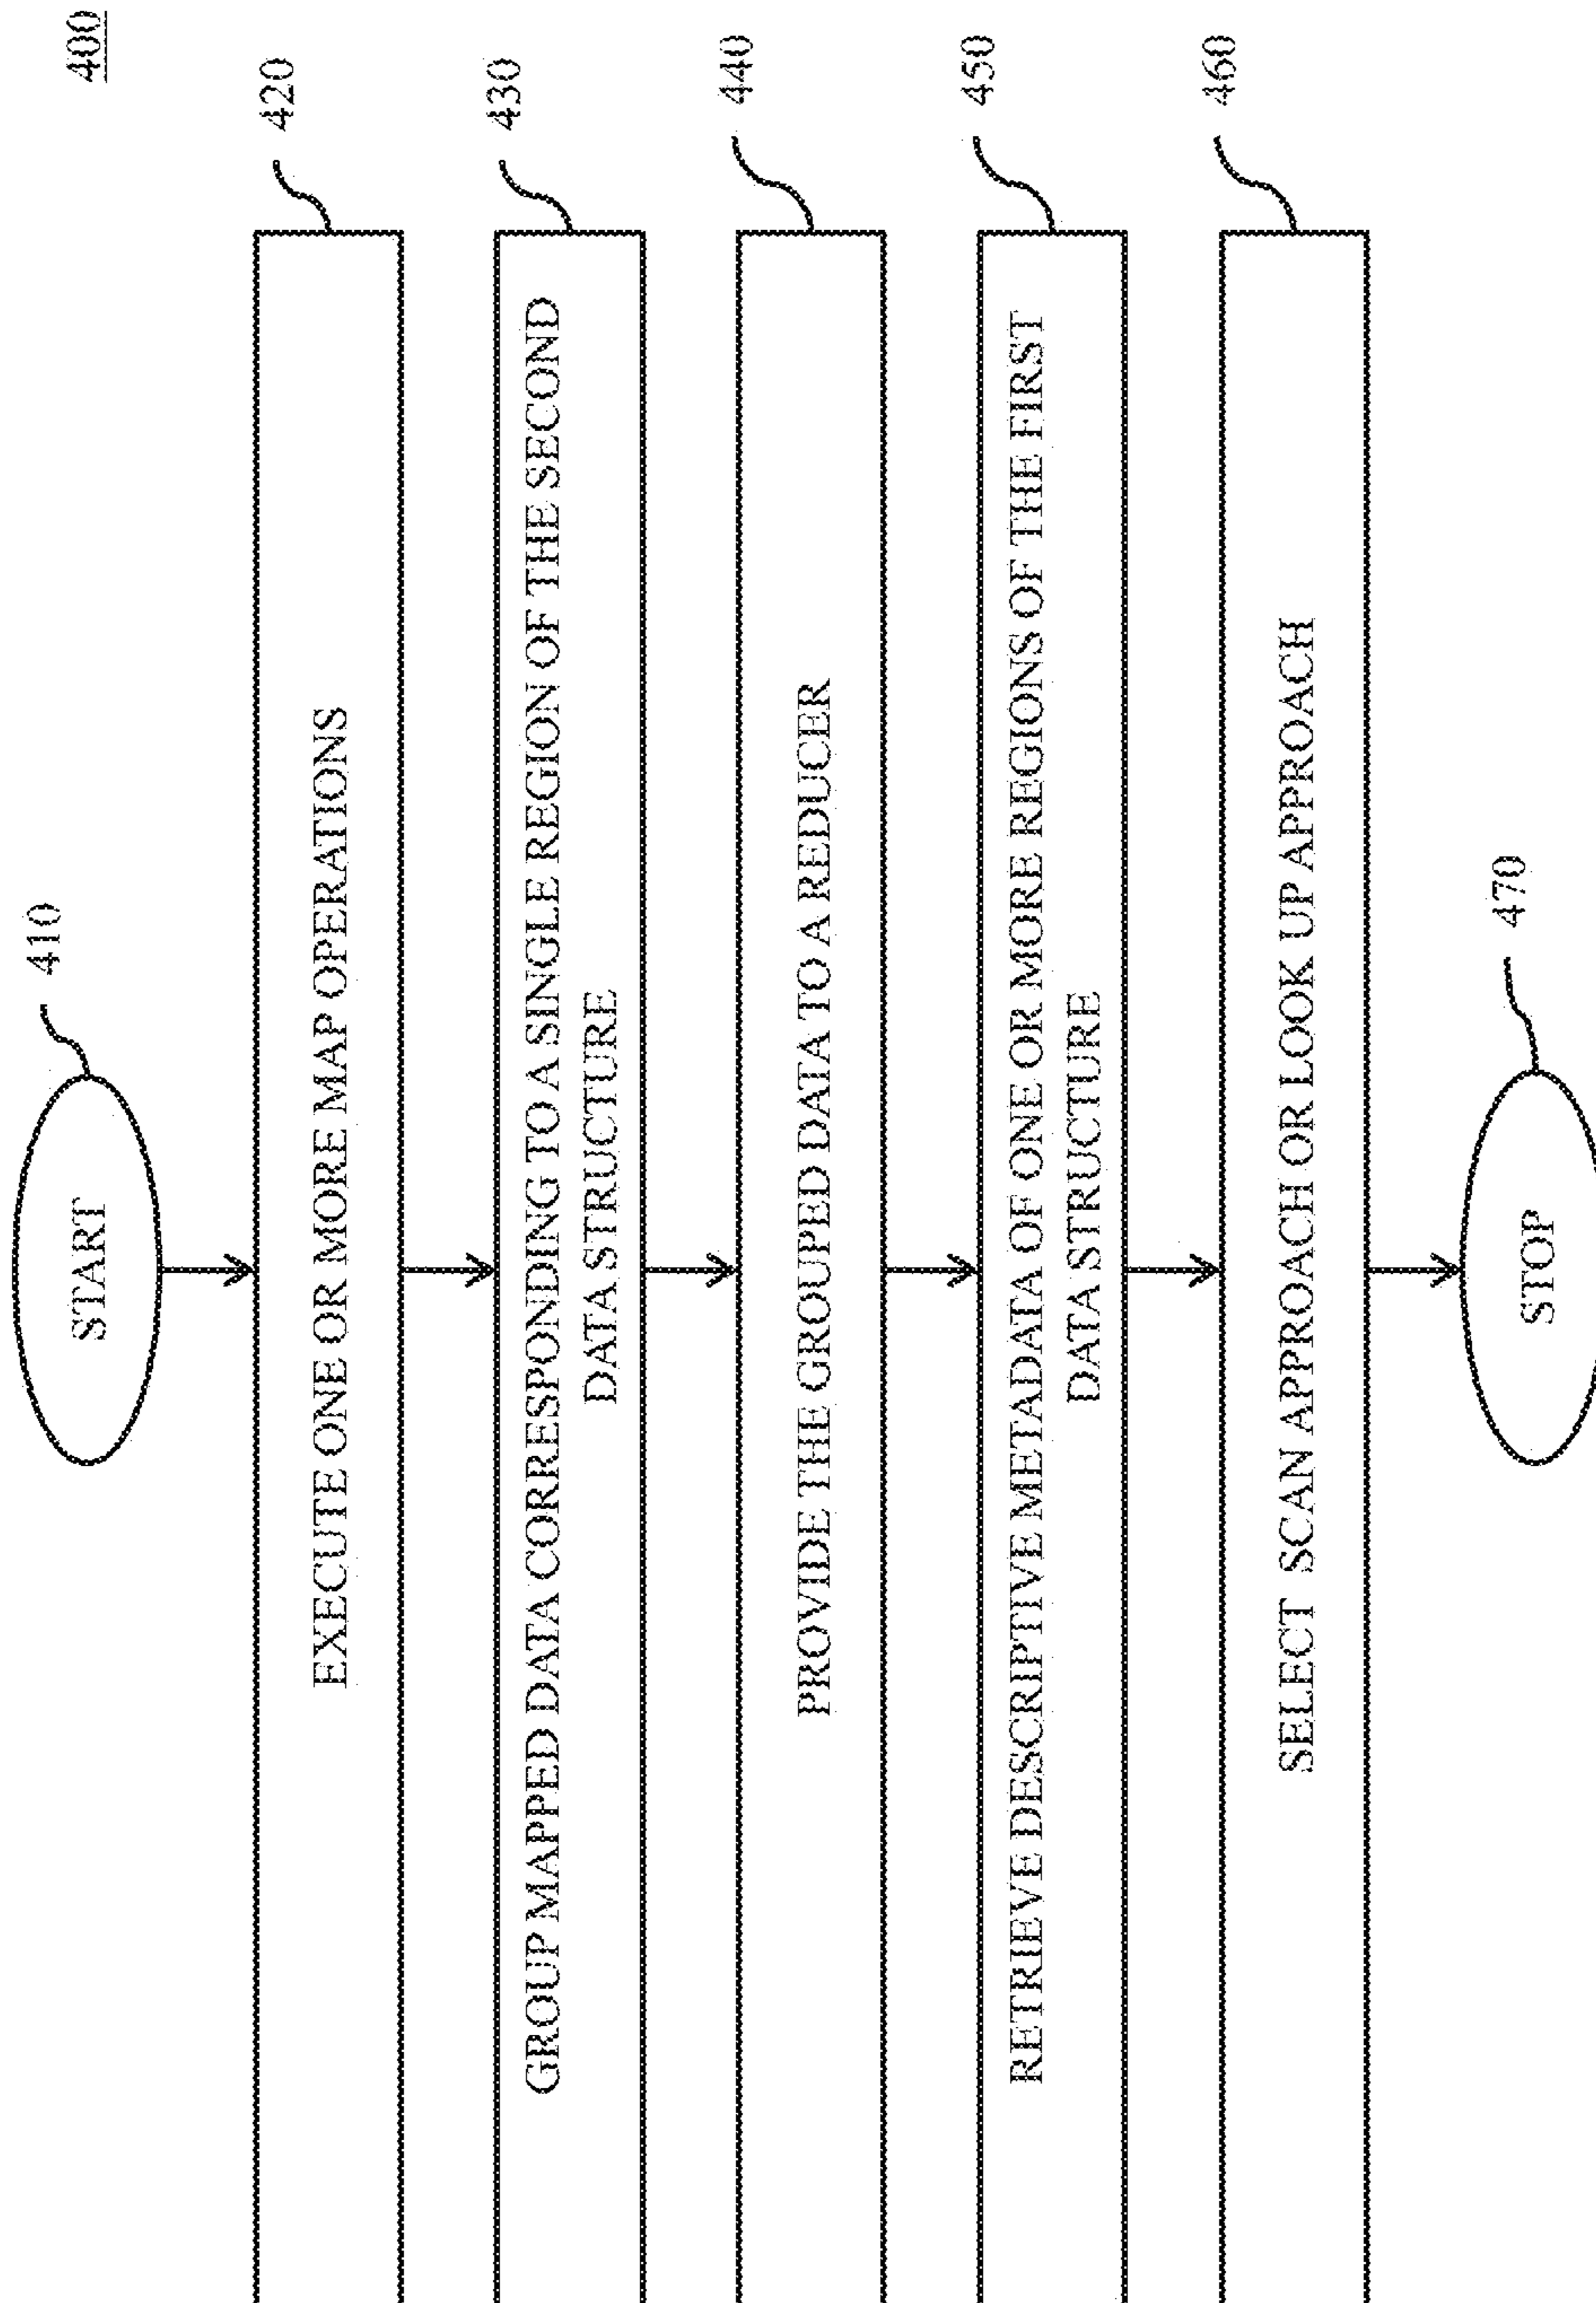 400
START
410
EXECUTE ONE OR MORE MAP OPERATIONS
420
GROUP MAPPED DATA CORRESPONDING TO A SINGLE REGION OF THE SECOND
DATA STRUCTURE
430
PROVIDE THE GROUPED DATA TO A REDUCER
440
RETRIEVE DESCRIPTIVE METADATA OF ONE OR MORE REGIONS OF THE FIRST
DATA STRUCTURE
450
SELECT SCAN APPROACH OR LOOK UP APPROACH
460
STOP
470